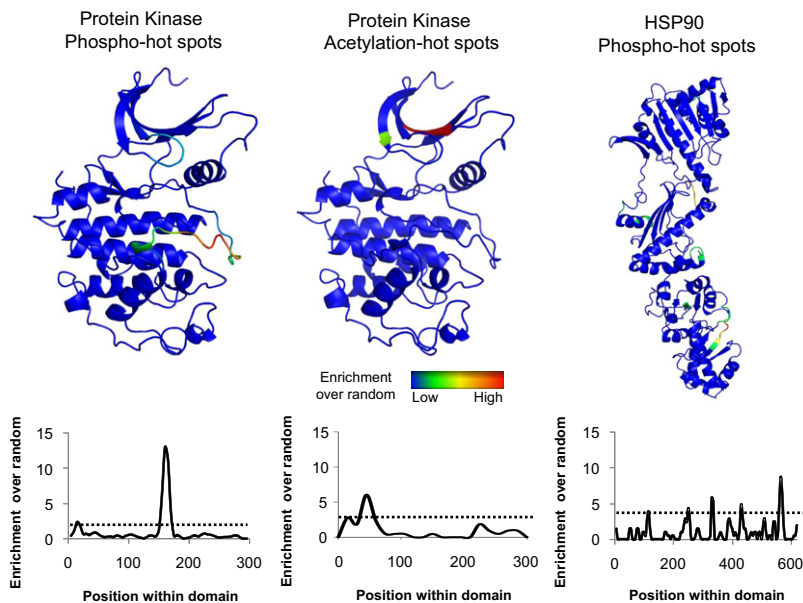 Protein Kinase
Phospho-hot spots
Protein Kinase
Acetylation-hot spots
HSP90
Phospho-hot spots
Enrichment
over random
Low
High
Enrichment over random
15
10
5
0
0
100
200
300
Position within domain
Enrichment over random
15
10
5
0
0
100
200
300
Position within domain
Enrichment over random
15
10
5
0
0
200
400
600
Position within domain